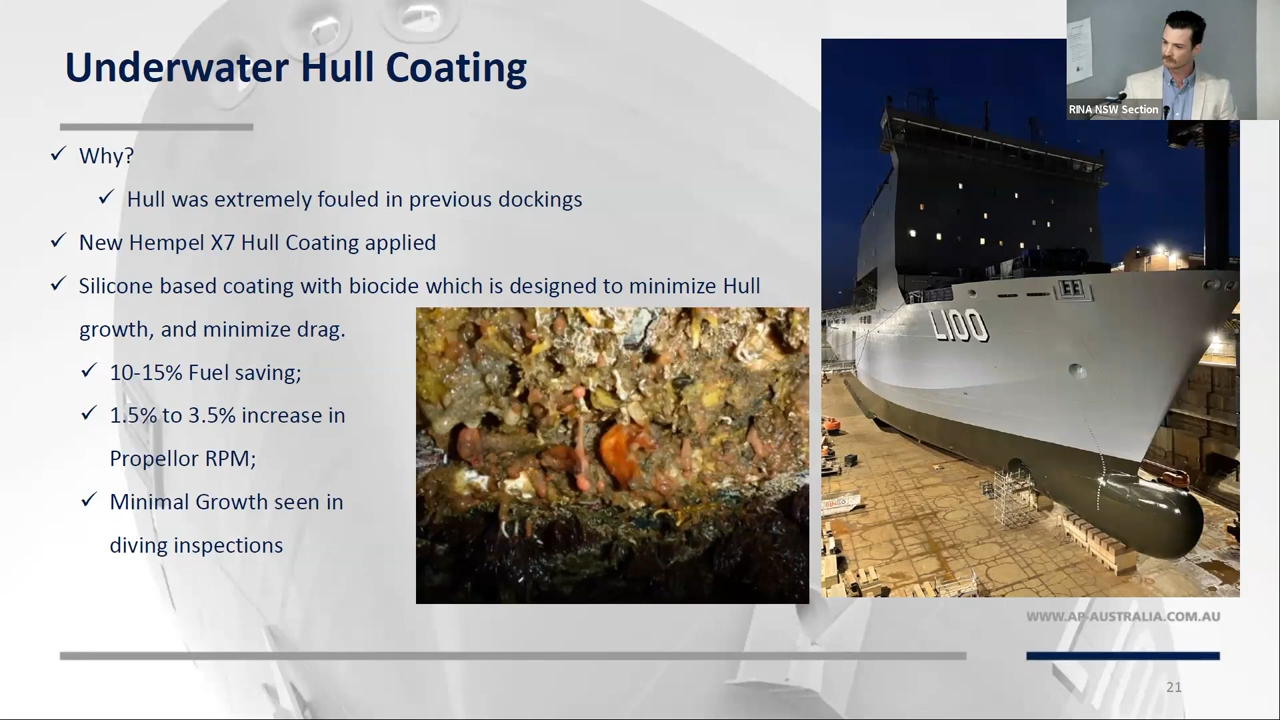 Underwater Hull Coating
RINA NSW Section
✓ Why?
✓ Hull was extremely fouled in previous dockings
✓ New Hempel X7 Hull Coating applied
✓ Silicone based coating with biocide which is designed to minimize Hull
growth, and minimize drag.
✓ 10-15% Fuel saving;
✓ 1.5% to 3.5% increase in
Propellor RPM;
✓ Minimal Growth seen in
diving inspections
L100
WWW.AP-AUSTRALIA.COM.AU
21